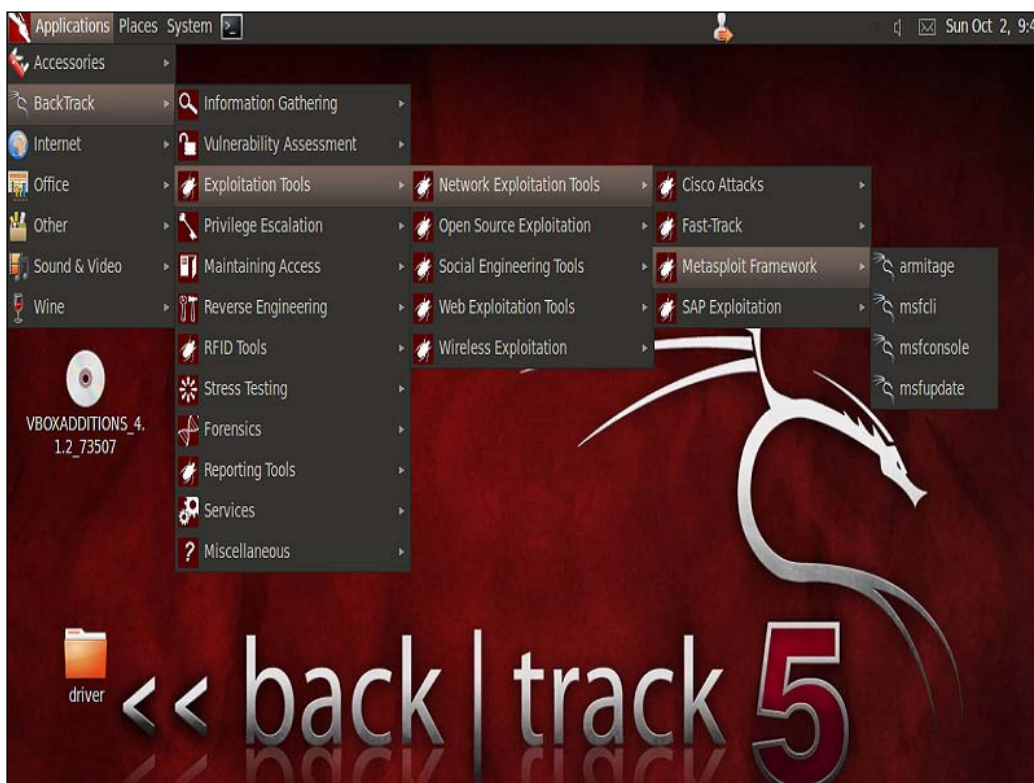 Applications Places System Sun Oct 2, 9:4
Accessories
BackTrack
Internet
Office
Other
Sound & Video
Wine
Information Gathering
Vulnerability Assessment
Exploitation Tools
Privilege Escalation
Maintaining Access
Reverse Engineering
RFID Tools
Stress Testing
Forensics
Reporting Tools
Services
Miscellaneous
Network Exploitation Tools
Open Source Exploitation
Social Engineering Tools
Web Exploitation Tools
Wireless Exploitation
Cisco Attacks
Fast-Track
Metasploit Framework
SAP Exploitation
armitage
msfcli
msfconsole
msfupdate
VBOXADDITIONS_4.
1.2_73507
driver
<< back | track 5